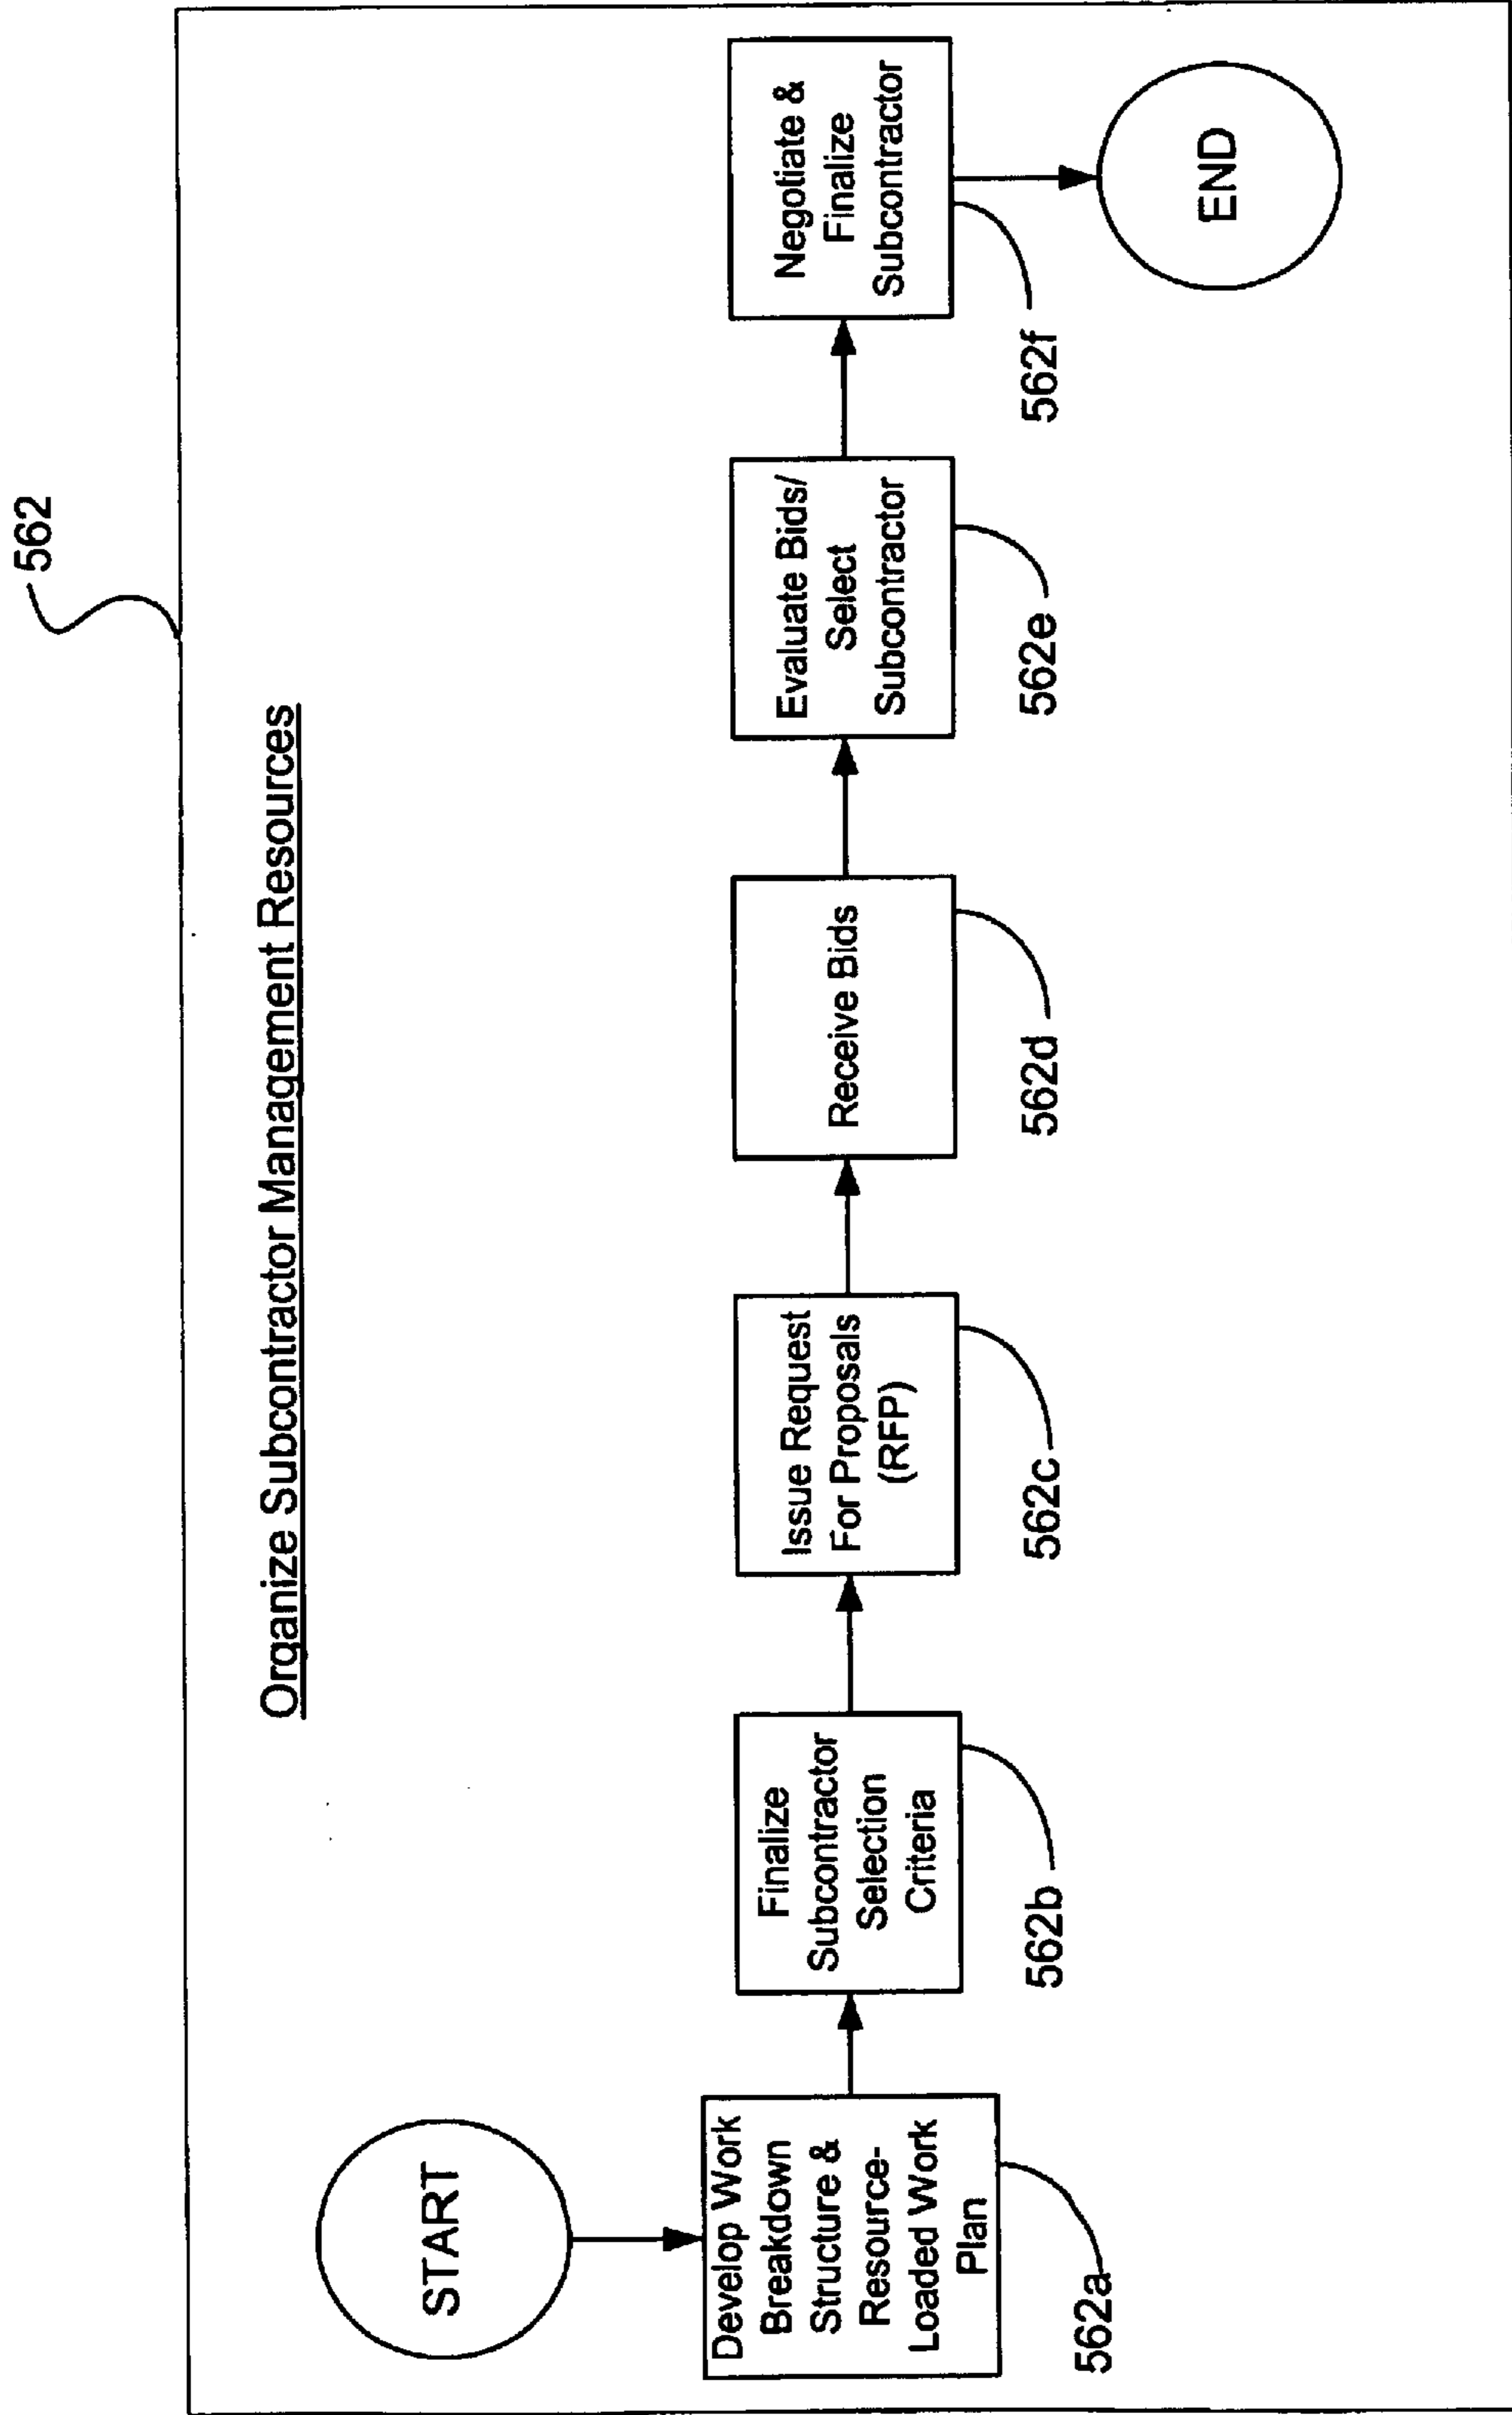 562
Organize Subcontractor Management Resources
START
Develop Work
Breakdown
Structure &
Resource-
Loaded Work
Plan
562a
Finalize
Subcontractor
Selection
Criteria
562b
Issue Request
For Proposals
(RFP)
562c
Receive Bids
562d
Evaluate Bids/
Select
Subcontractor
562e
Negotiate &
Finalize
Subcontractor
562f
END